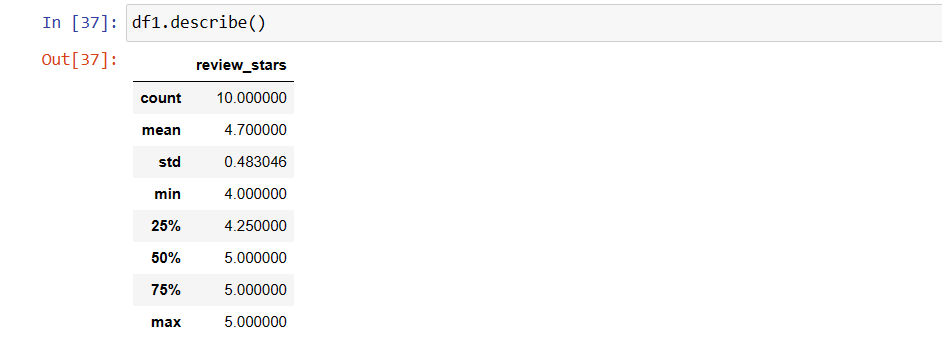 In [37]: df1.describe()
Out[37]:
review_stars
count 10.000000
mean 4.700000
std 0.483046
min 4.000000
25% 4.250000
50% 5.000000
75% 5.000000
max 5.000000